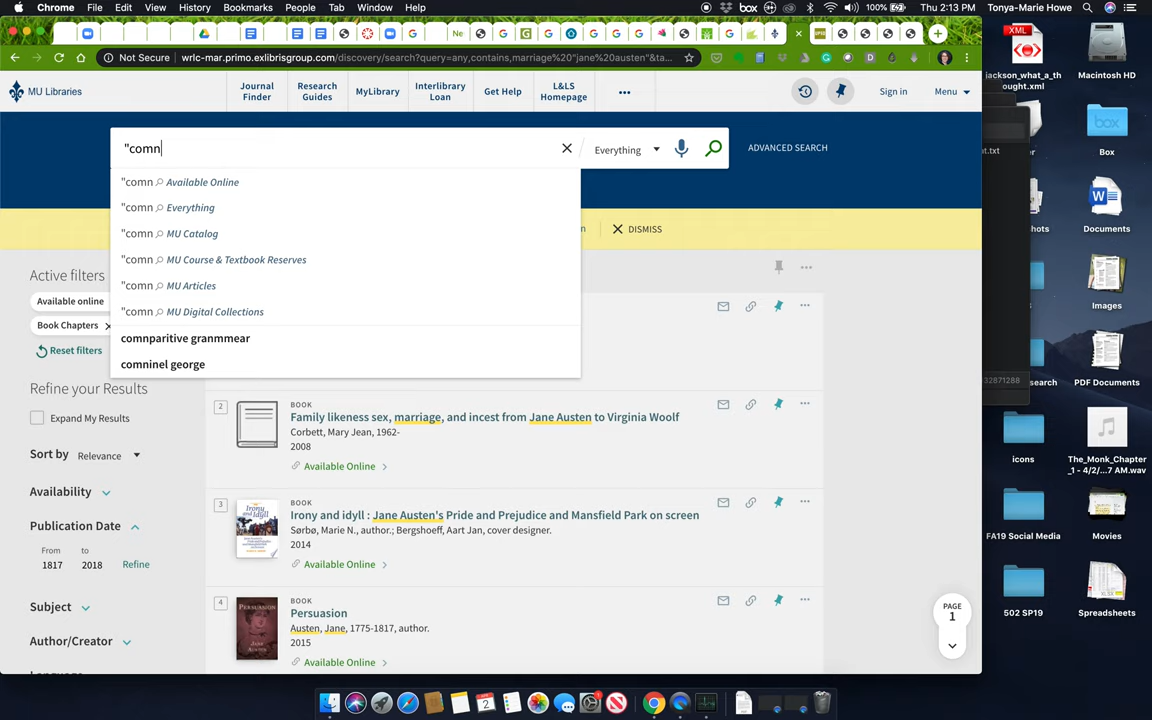 Chrome File Edit View History Bookmarks People Tab Window Help box 100% Thu 2:13 PM Tonya-Marie Howe
Not Secure wrlc-mar.primo.exlibrisgroup.com/discovery/search?query=any,contains,marriage%20"jane%20austen"&ta...
MU Libraries
Journal Finder
Research Guides
MyLibrary
Interlibrary Loan
Get Help
L&LS Homepage
...
Sign in
Menu
"comn
Everything
ADVANCED SEARCH
"comn Available Online
"comn Everything
"comn MU Catalog
"comn MU Course & Textbook Reserves
"comn MU Articles
"comn MU Digital Collections
comnparitive granmmear
comninel george
DISMISS
Active filters
Available online
Book Chapters
Reset filters
Refine your Results
Expand My Results
Sort by Relevance
Availability
Publication Date
From to
1817 2018 Refine
Subject
Author/Creator
2
BOOK
Family likeness sex, marriage, and incest from Jane Austen to Virginia Woolf
Corbett, Mary Jean, 1962-
2008
Available Online
3
BOOK
Irony and idyll : Jane Austen's Pride and Prejudice and Mansfield Park on screen
Sørbø, Marie N., author.; Bergshoeff, Aart Jan, cover designer.
2014
Available Online
4
BOOK
Persuasion
Austen, Jane, 1775-1817, author.
2015
Available Online
PAGE
1
XML
jackson_what_a_th
ought.xml
Macintosh HD
Box
Documents
Images
PDF Documents
32871288
icons
The_Monk_Chapter
_1 - 4/2/...7 AM.wav
FA19 Social Media
Movies
502 SP19
Spreadsheets